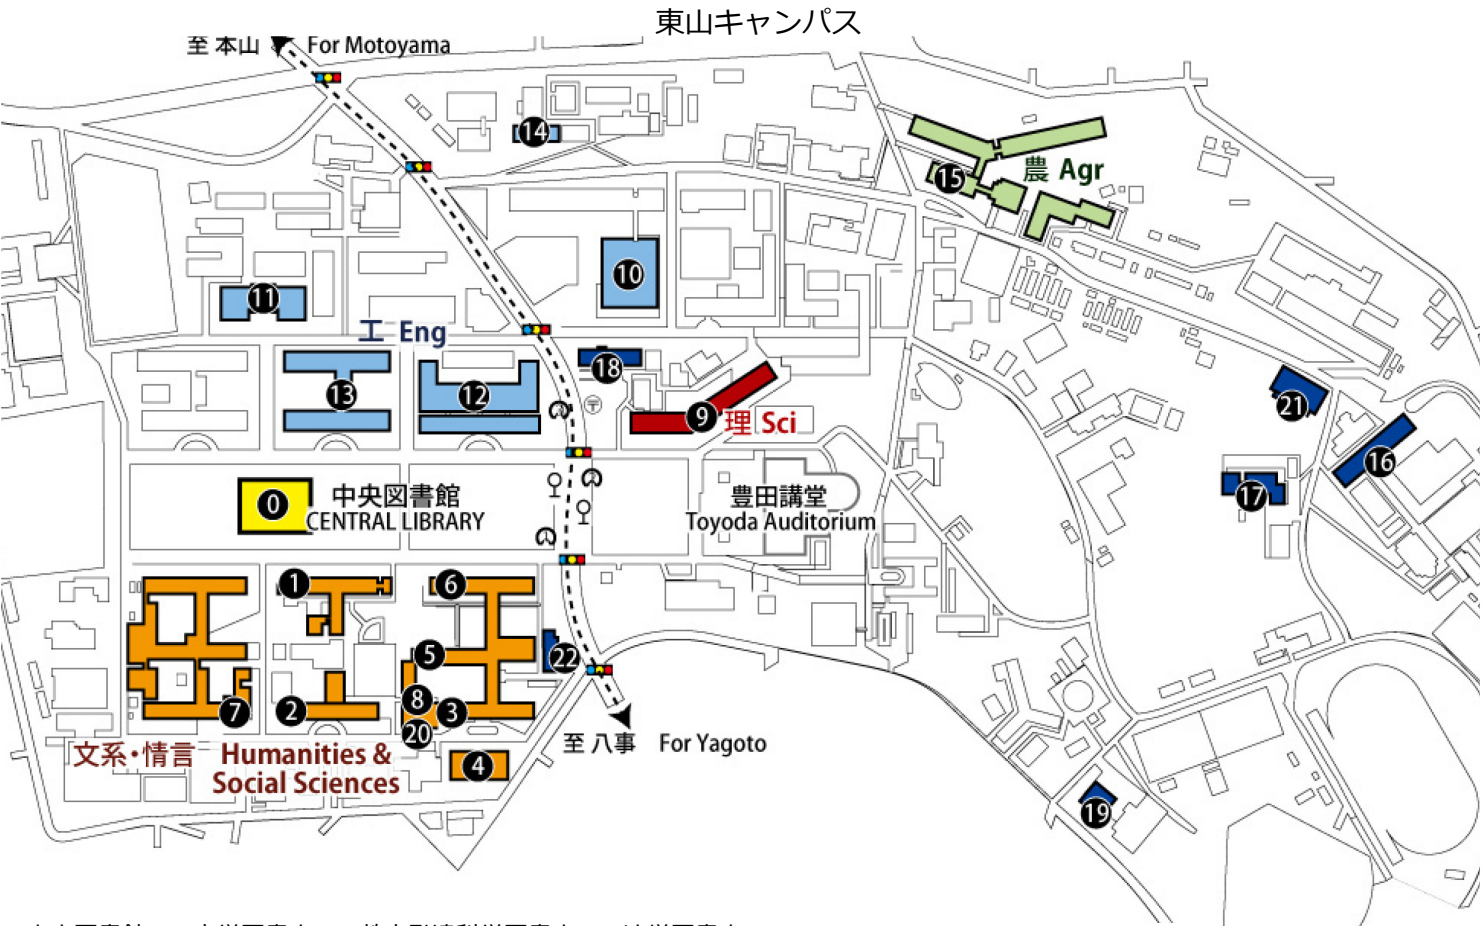 東山キャンパス
至 本山 For Motoyama
14
農 Agr
15
10
11
工 Eng
18
13
12
21
9
理 Sci
〒
16
17
0
中央図書館
CENTRAL LIBRARY
豊田講堂
Toyoda Auditorium
1
6
5
22
8
7
2
3
20
至 八事 For Yagoto
文系・情言 Humanities &
Social Sciences
4
19